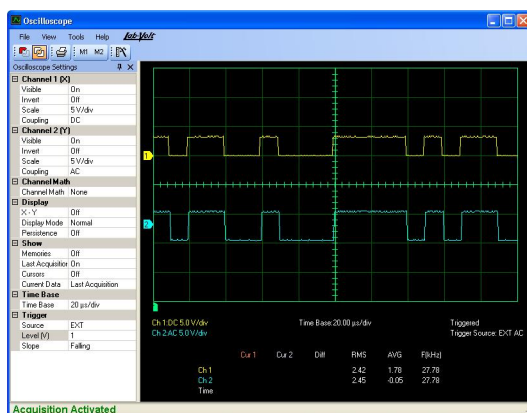 Oscilloscope
File View Tools Help Lab-Volt
M1 M2
Oscilloscope Settings
Channel 1 (X)
Visible On
Invert Off
Scale 5 V/div
Coupling DC
Channel 2 (Y)
Visible On
Invert Off
Scale 5 V/div
Coupling AC
Channel Math
Channel Math None
Display
X - Y Off
Display Mode Normal
Persistence Off
Show
Memories Off
Last Acquisition On
Cursors Off
Current Data Last Acquisition
Time Base
Time Base 20 µs/div
Trigger
Source EXT
Level (V) 1
Slope Falling
1
2
Ch 1:DC 5.0 V/div Time Base:20.00 µs/div Triggered
Ch 2:AC 5.0 V/div Trigger Source: EXT AC
Cur 1 Cur 2 Diff RMS AVG F(kHz)
Ch 1 2.42 1.78 27.78
Ch 2 2.45 -0.05 27.78
Time
Acquisition Activated